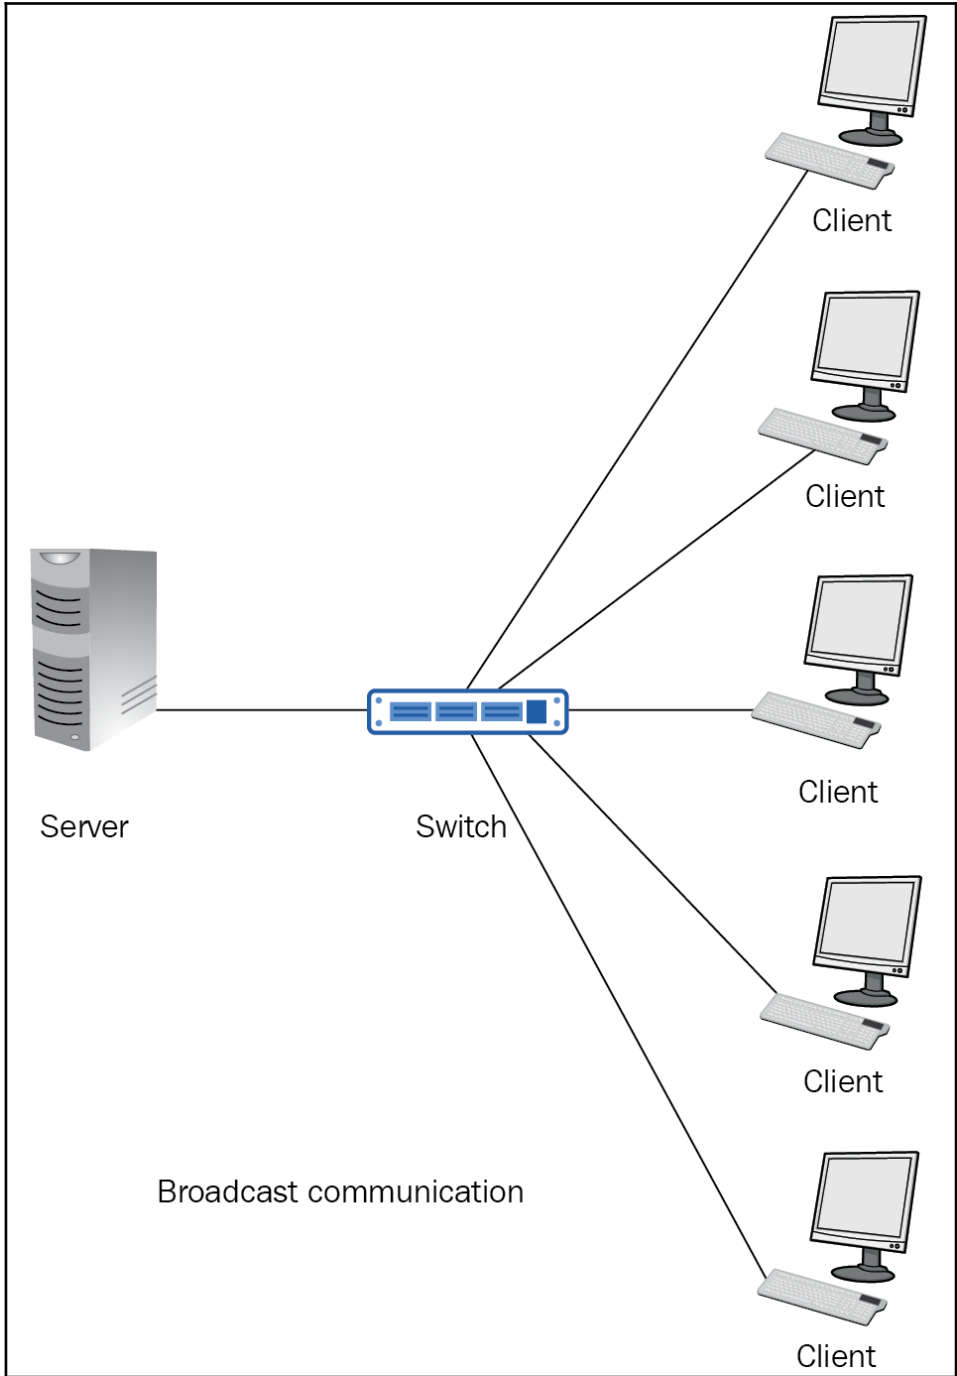 Client
Client
Client
Server
Switch
Client
Broadcast communication
Client